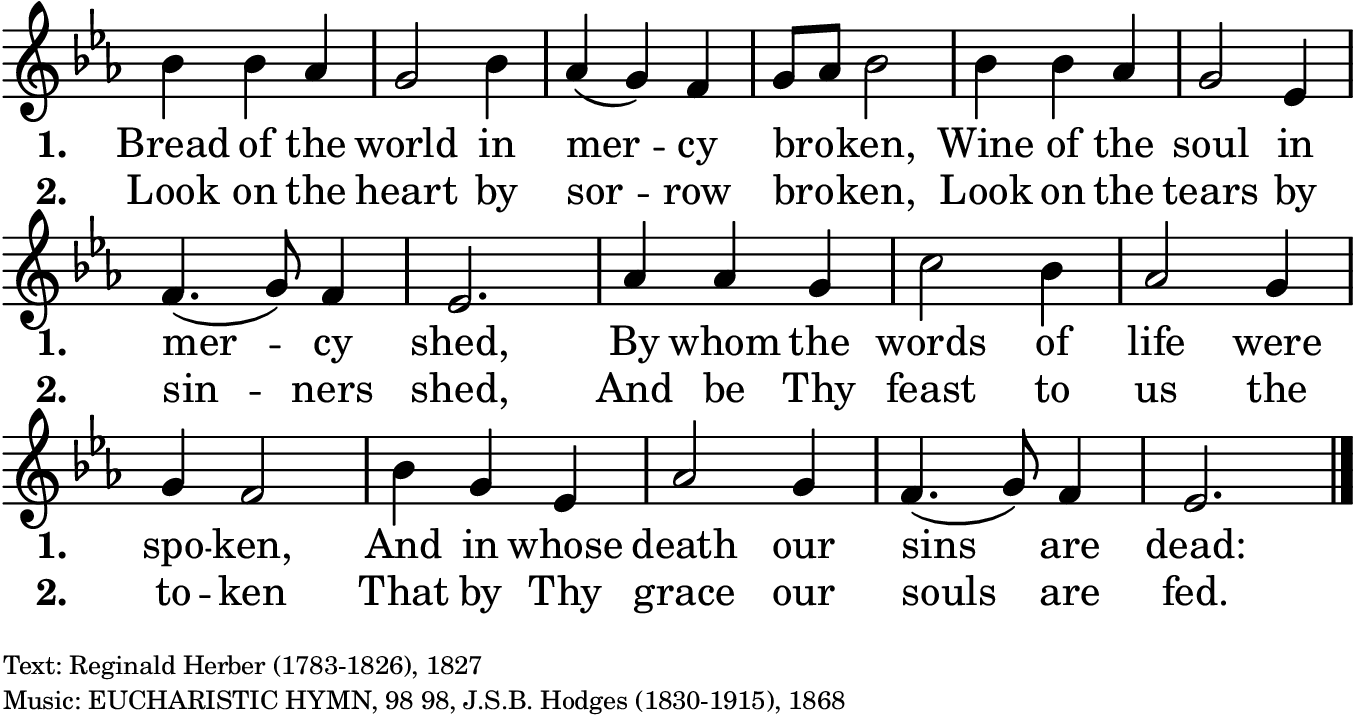 1. Bread of the world in mer - cy bro - ken, Wine of the soul in
2. Look on the heart by sor - row bro - ken, Look on the tears by
1. mer - cy shed, By whom the words of life were
2. sin - ners shed, And be Thy feast to us the
1. spo - ken, And in whose death our sins are dead:
2. to - ken That by Thy grace our souls are fed.
Text: Reginald Herber (1783-1826), 1827
Music: EUCHARISTIC HYMN, 98 98, J.S.B. Hodges (1830-1915), 1868